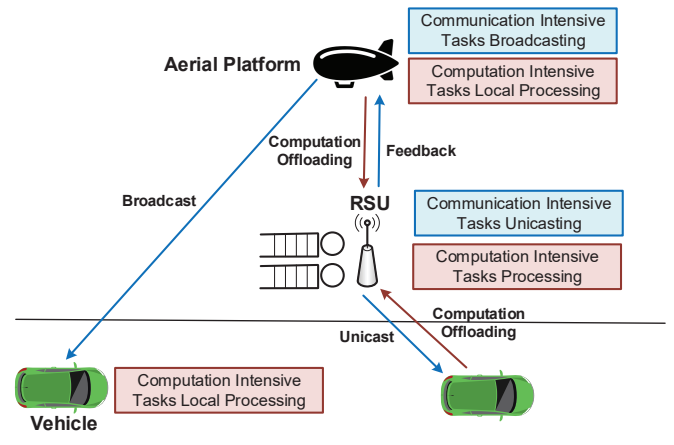 Communication Intensive
Tasks Broadcasting
Aerial Platform
Computation Intensive
Tasks Local Processing
Computation
Offloading
Feedback
Broadcast
RSU
Communication Intensive
Tasks Unicasting
Computation Intensive
Tasks Processing
Computation
Offloading
Unicast
Computation Intensive
Tasks Local Processing
Vehicle